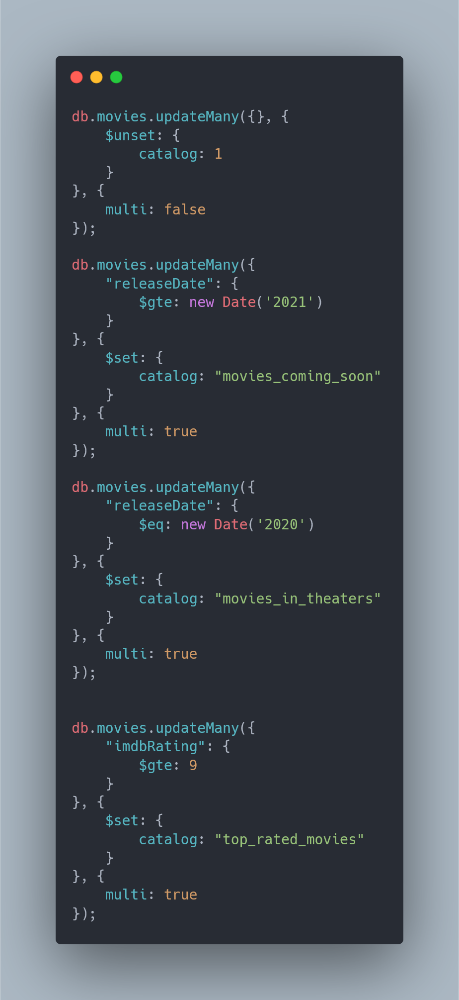 db.movies.updateMany({}, {
    $unset: {
        catalog: 1
    }
}, {
    multi: false
});

db.movies.updateMany({
    "releaseDate": {
        $gte: new Date('2021')
    }
}, {
    $set: {
        catalog: "movies_coming_soon"
    }
}, {
    multi: true
});

db.movies.updateMany({
    "releaseDate": {
        $eq: new Date('2020')
    }
}, {
    $set: {
        catalog: "movies_in_theaters"
    }
}, {
    multi: true
});


db.movies.updateMany({
    "imdbRating": {
        $gte: 9
    }
}, {
    $set: {
        catalog: "top_rated_movies"
    }
}, {
    multi: true
});